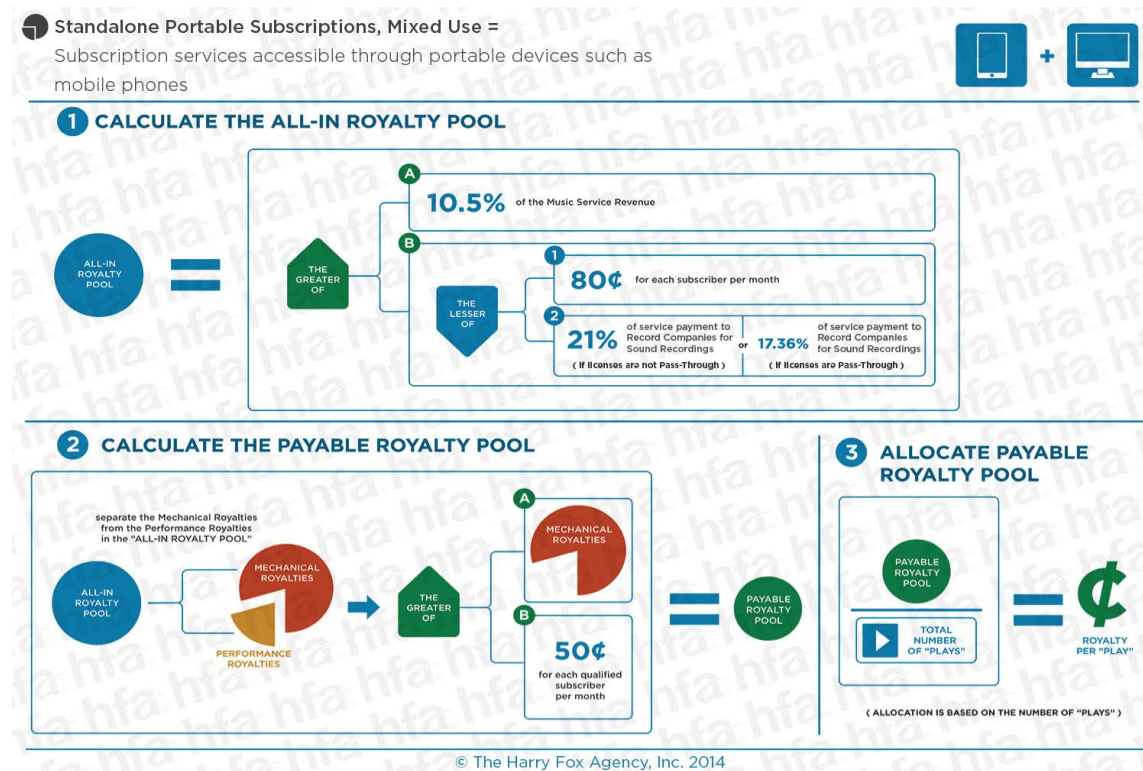 Standalone Portable Subscriptions, Mixed Use =
Subscription services accessible through portable devices such as
mobile phones
1 CALCULATE THE ALL-IN ROYALTY POOL
ALL-IN
ROYALTY
POOL
THE
GREATER
OF
A
10.5% of the Music Service Revenue
B
THE
LESSER
OF
1
80¢ for each subscriber per month
2
21% of service payment to
Record Companies for
Sound Recordings
( If licenses are not Pass-Through )
or
17.36% of service payment to
Record Companies
for Sound Recordings
( If licenses are Pass-Through )
2 CALCULATE THE PAYABLE ROYALTY POOL
separate the Mechanical Royalties
from the Performance Royalties
in the “ALL-IN ROYALTY POOL”
ALL-IN
ROYALTY
POOL
MECHANICAL
ROYALTIES
PERFORMANCE
ROYALTIES
THE
GREATER
OF
A
MECHANICAL
ROYALTIES
B
50¢
for each qualified
subscriber
per month
PAYABLE
ROYALTY
POOL
3 ALLOCATE PAYABLE
ROYALTY POOL
PAYABLE
ROYALTY
POOL
TOTAL
NUMBER
OF “PLAYS”
¢
ROYALTY
PER “PLAY”
( ALLOCATION IS BASED ON THE NUMBER OF “PLAYS” )
© The Harry Fox Agency, Inc. 2014
hfa